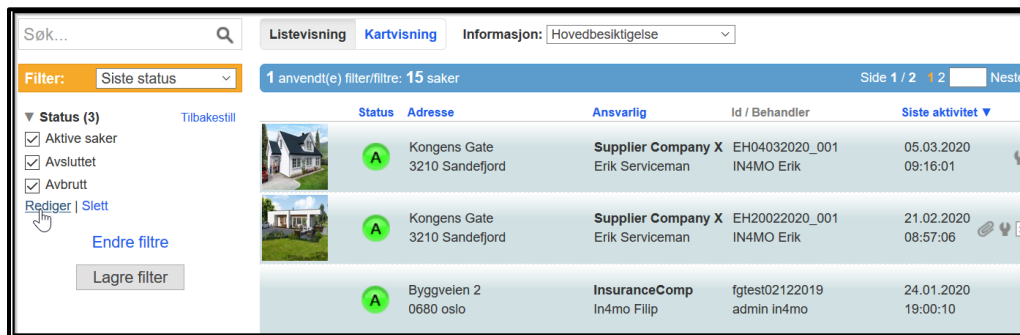 Søk...
Listevisning Kartvisning Informasjon: Hovedbesiktigelse
Filter: Siste status
1 anvendt(e) filter/filtre: 15 saker Side 1 / 2 1 2 Neste
▼ Status (3) Tilbakestill
Aktive saker
Avsluttet
Avbrutt
Rediger | Slett
Endre filtre
Lagre filter
Status Adresse Ansvarlig Id / Behandler Siste aktivitet ▼
A Kongens Gate Supplier Company X EH04032020_001 05.03.2020
3210 Sandefjord Erik Serviceman IN4MO Erik 09:16:01
A Kongens Gate Supplier Company X EH20022020_001 21.02.2020
3210 Sandefjord Erik Serviceman IN4MO Erik 08:57:06
A Byggveien 2 InsuranceComp fgtest02122019 24.01.2020
0680 oslo In4mo Filip admin in4mo 19:00:10